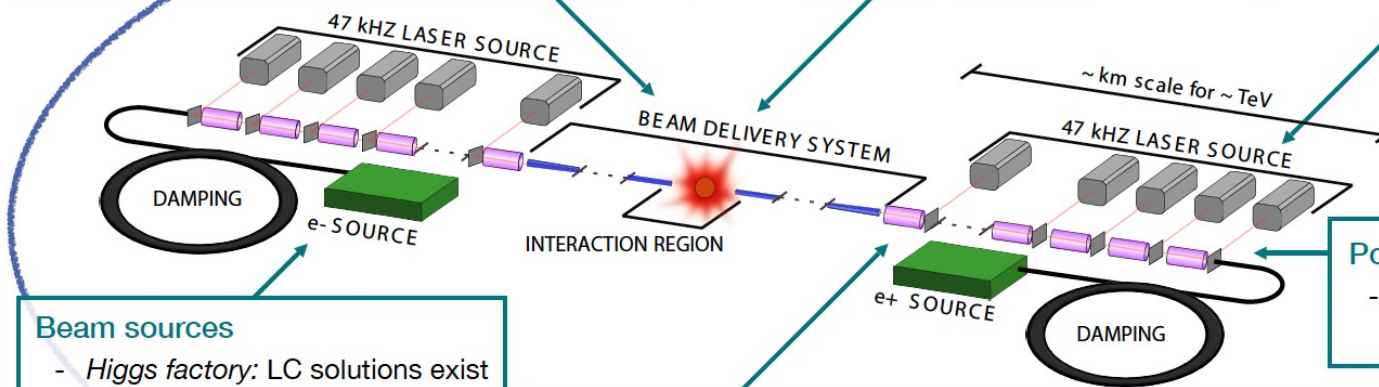 47 kHZ LASER SOURCE
~ km scale for ~ TeV
BEAM DELIVERY SYSTEM
47 kHZ LASER SOURCE
DAMPING
e- SOURCE
INTERACTION REGION
e+ SOURCE
DAMPING
Po
-
Beam sources
- Higgs factory: LC solutions exist